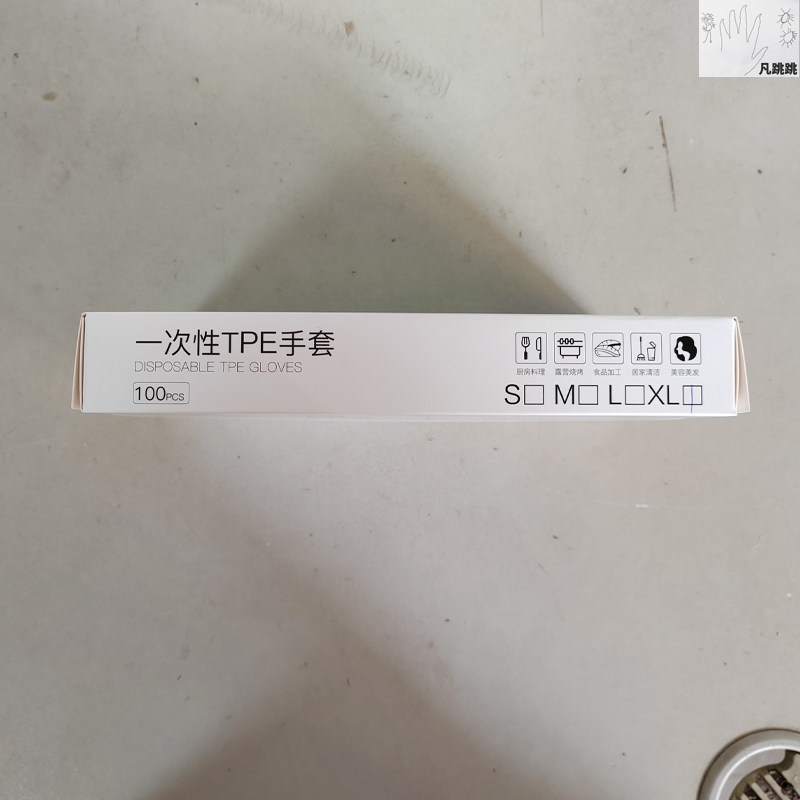 凡跳跳
一次性TPE手套
DISPOSABLE TPE GLOVES
100PCS
厨房料理 露营烧烤 食品加工 居家清洁 美容美发
S□ M□ L□XL□